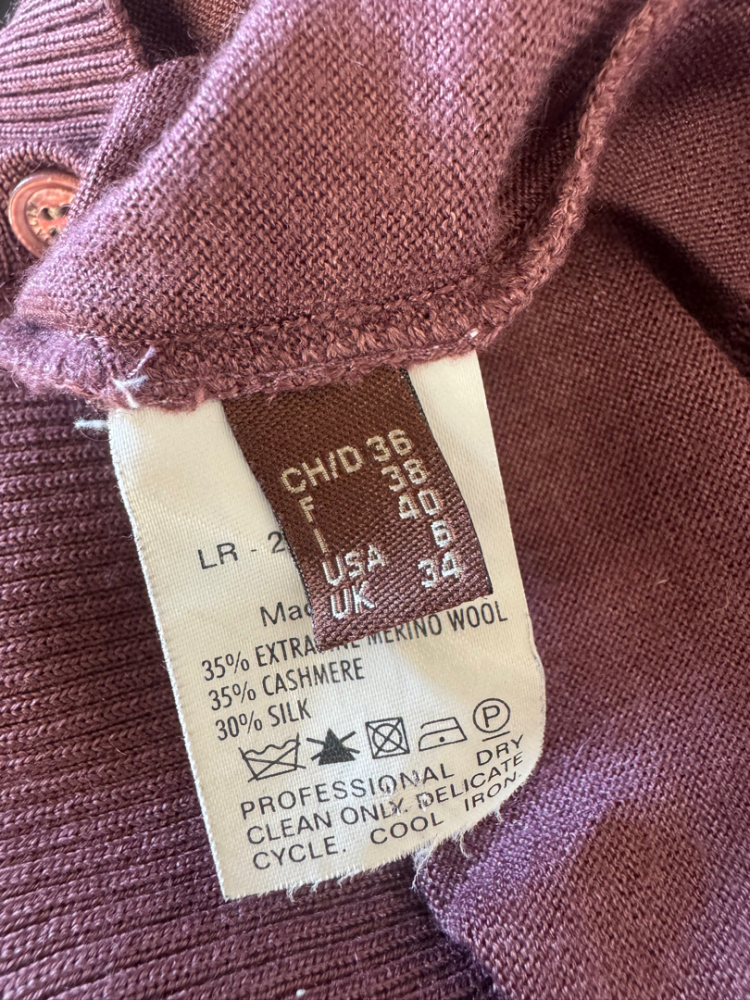 CH/D 36
F 38
I 40
USA 6
UK 34
LR - 2
Mad
35% EXTRA MERINO WOOL
35% CASHMERE
30% SILK
P
PROFESSIONAL DRY
CLEAN ONLY. DELICATE
CYCLE. COOL IRON.